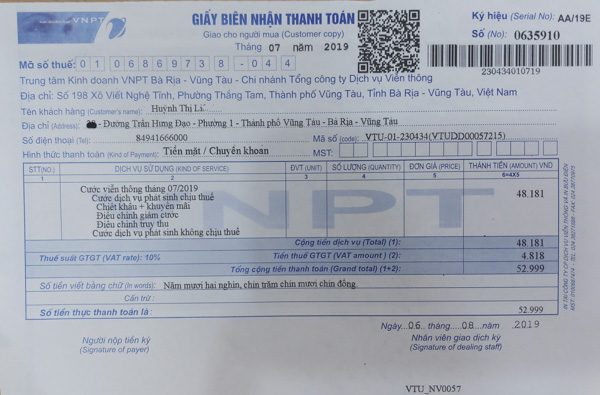 VNPT
GIẤY BIÊN NHẬN THANH TOÁN
Giao cho người mua (Customer copy)
Tháng 07 năm 2019
Ký hiệu (Serial No): AA/19E
Số (No): 0635910
230434010719
Mã số thuế: 0 1 0 6 8 6 9 7 3 8 - 0 4 4
Trung tâm Kinh doanh VNPT Bà Rịa - Vũng Tàu - Chi nhánh Tổng công ty Dịch vụ Viễn thông
Địa chỉ: Số 198 Xô Viết Nghệ Tĩnh, Phường Thắng Tam, Thành phố Vũng Tàu, Tỉnh Bà Rịa - Vũng Tàu, Việt Nam
Tên khách hàng (Customer's name): Huỳnh Thị
Địa chỉ (Address): - Đường Trần Hưng Đạo - Phường 1 - Thành phố Vũng Tàu - Bà Rịa - Vũng Tàu
Số điện thoại (Tel): 84941666000 Mã số (code): VTU-01-230434(VTUDD00057215)
Hình thức thanh toán (Kind of Payment): Tiền mặt / Chuyển khoản MST:
STT(NO.) DỊCH VỤ SỬ DỤNG (KIND OF SERVICE) ĐVT (UNIT) SỐ LƯỢNG (QUANTITY) ĐƠN GIÁ (PRICE) THÀNH TIỀN (AMOUNT) VND
1 2 3 4 5 6=4X5
Cước viễn thông tháng 07/2019
Cước dịch vụ phát sinh chịu thuế 48.181
Chiết khấu + khuyến mãi
Điều chỉnh giảm cước
Điều chỉnh truy thu
Cước dịch vụ phát sinh không chịu thuế
NPT
Cộng tiền dịch vụ (Total) (1): 48.181
Thuế suất GTGT (VAT rate): 10% Tiền thuế GTGT (VAT amount) (2): 4.818
Tổng cộng tiền thanh toán (Grand total) (1+2): 52.999
Số tiền viết bằng chữ (In words): Năm mươi hai nghìn, chín trăm chín mươi chín đồng.
Cấn trừ:
Số tiền thực thanh toán là: 52.999
Ngày 06 tháng 08 năm 2019
Người nộp tiền ký
(Signature of payer)
Nhân viên giao dịch ký
(Signature of dealing staff)
VTU_NV0057